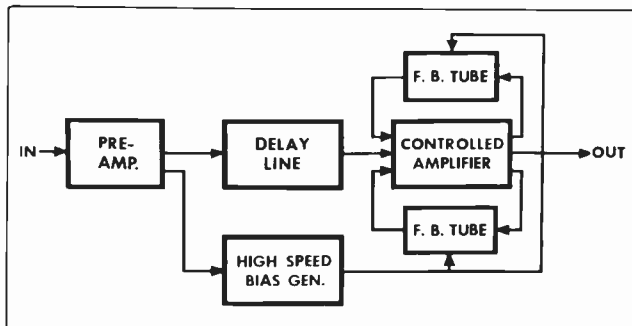 F. B. TUBE
IN
PRE-
AMP.
DELAY
LINE
CONTROLLED
AMPLIFIER
OUT
F. B. TUBE
HIGH SPEED
BIAS GEN.